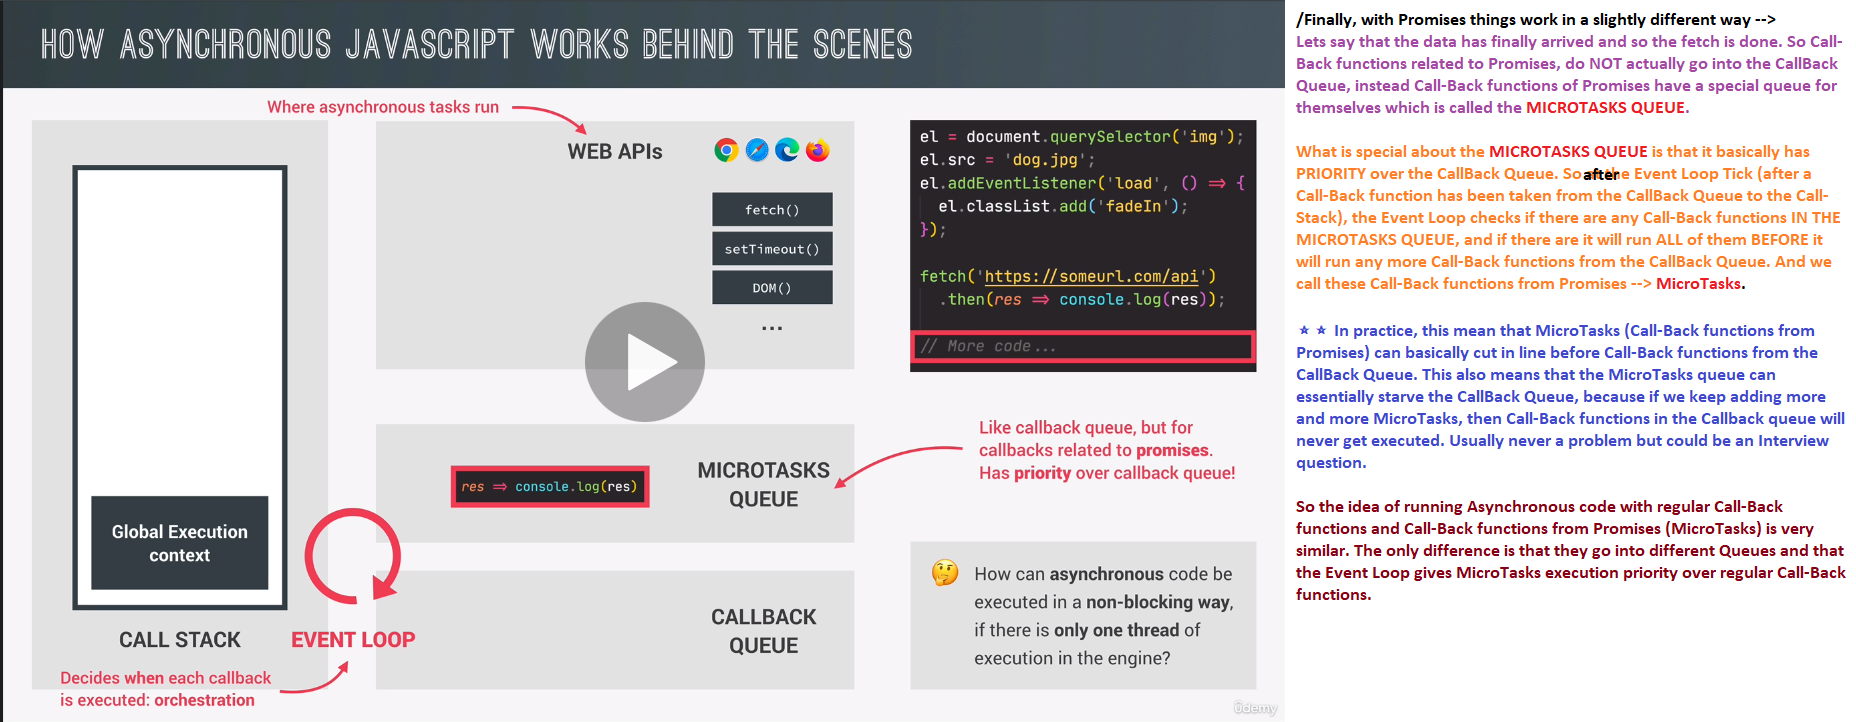 HOW ASYNCHRONOUS JAVASCRIPT WORKS BEHIND THE SCENES
Where asynchronous tasks run
WEB APIs
fetch()
setTimeout()
DOM()
...
el = document.querySelector('img');
el.src = 'dog.jpg';
el.addEventListener('load', () => {
el.classList.add('fadeIn');
});
fetch('https://someurl.com/api')
.then(res => console.log(res));
// More code...
Global Execution
context
CALL STACK
EVENT LOOP
Decides when each callback
is executed: orchestration
res => console.log(res)
MICROTASKS
QUEUE
Like callback queue, but for
callbacks related to promises.
Has priority over callback queue!
CALLBACK
QUEUE
How can asynchronous code be
executed in a non-blocking way,
if there is only one thread of
execution in the engine?
ûdemy
/Finally, with Promises things work in a slightly different way -->
Lets say that the data has finally arrived and so the fetch is done. So Call-
Back functions related to Promises, do NOT actually go into the CallBack
Queue, instead Call-Back functions of Promises have a special queue for
themselves which is called the MICROTASKS QUEUE.
What is special about the MICROTASKS QUEUE is that it basically has
PRIORITY over the CallBack Queue. So after the Event Loop Tick (after a
Call-Back function has been taken from the CallBack Queue to the Call-
Stack), the Event Loop checks if there are any Call-Back functions IN THE
MICROTASKS QUEUE, and if there are it will run ALL of them BEFORE it
will run any more Call-Back functions from the CallBack Queue. And we
call these Call-Back functions from Promises --> MicroTasks.
⭐⭐ In practice, this mean that MicroTasks (Call-Back functions from
Promises) can basically cut in line before Call-Back functions from the
CallBack Queue. This also means that the MicroTasks queue can
essentially starve the CallBack Queue, because if we keep adding more
and more MicroTasks, then Call-Back functions in the Callback queue will
never get executed. Usually never a problem but could be an Interview
question.
So the idea of running Asynchronous code with regular Call-Back
functions and Call-Back functions from Promises (MicroTasks) is very
similar. The only difference is that they go into different Queues and that
the Event Loop gives MicroTasks execution priority over regular Call-Back
functions.